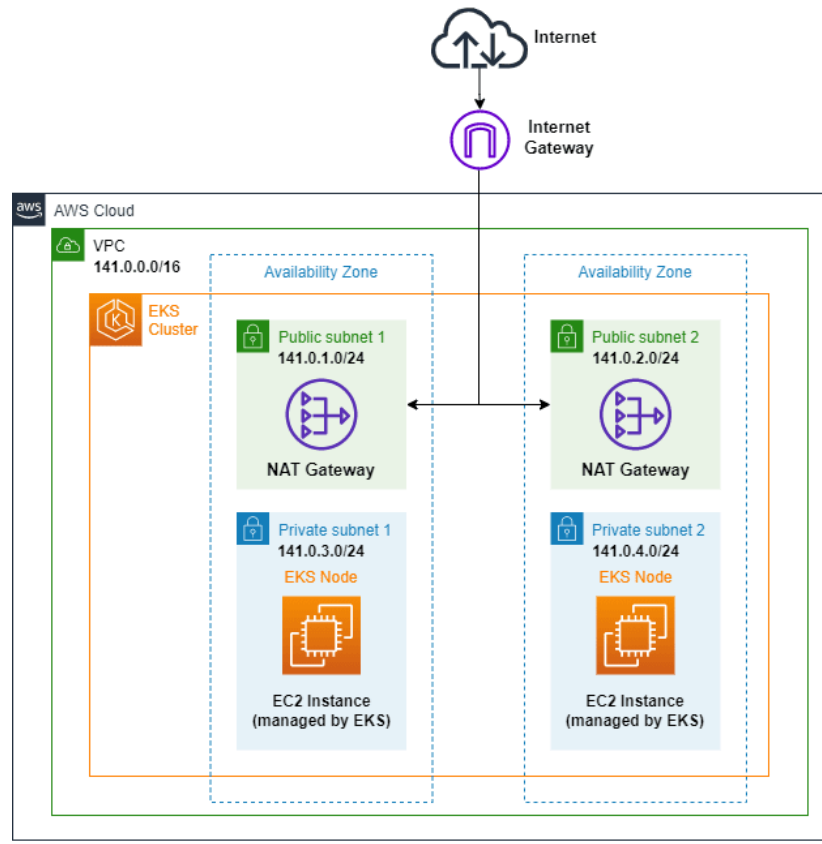 Internet
Internet
Gateway
aws
AWS Cloud
VPC
141.0.0.0/16
Availability Zone
Availability Zone
K
EKS
Cluster
Public subnet 1
141.0.1.0/24
NAT Gateway
Public subnet 2
141.0.2.0/24
NAT Gateway
Private subnet 1
141.0.3.0/24
EKS Node
EC2 Instance
(managed by EKS)
Private subnet 2
141.0.4.0/24
EKS Node
EC2 Instance
(managed by EKS)